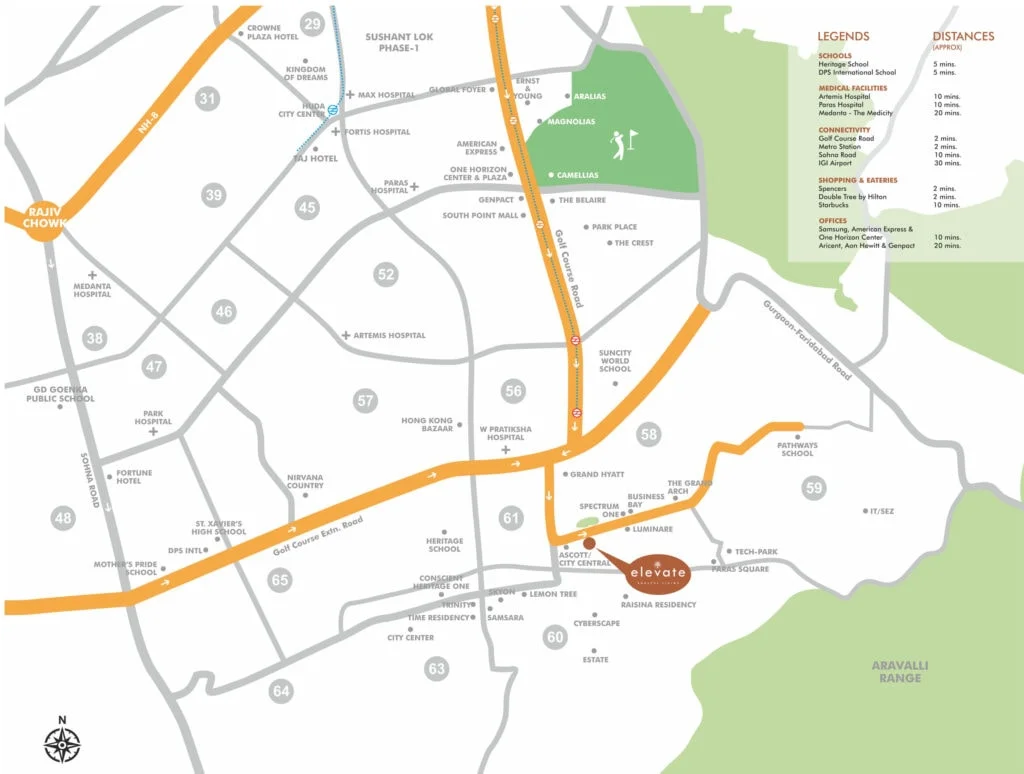 29
SUSHANT LOK
PHASE-1
CROWNE
PLAZA HOTEL
KINGDOM
OF DREAMS
31
NH-8
MAX HOSPITAL
HUDA
CITY CENTER
FORTIS HOSPITAL
TAJ HOTEL
GLOBAL FOYER
ERNST
&
YOUNG
ARALIAS
MAGNOLIAS
AMERICAN
EXPRESS
ONE HORIZON
CENTER & PLAZA
CAMELLIAS
PARAS
HOSPITAL
GENPACT
THE BELAIRE
SOUTH POINT MALL
39
45
RAJIV
CHOWK
PARK PLACE
THE CREST
Golf Course Road
52
MEDANTA
HOSPITAL
46
38
47
ARTEMIS HOSPITAL
Gurgaon-Faridabad Road
SUNCITY
WORLD
SCHOOL
GD GOENKA
PUBLIC SCHOOL
57
56
PARK
HOSPITAL
HONG KONG
BAZAAR
W PRATIKSHA
HOSPITAL
58
PATHWAYS
SCHOOL
SOHNA ROAD
FORTUNE
HOTEL
NIRVANA
COUNTRY
GRAND HYATT
THE GRAND
ARCH
BUSINESS
BAY
SPECTRUM
ONE
59
48
61
IT/SEZ
ST. XAVIER'S
HIGH SCHOOL
Golf Course Extn. Road
LUMINARE
DPS INTL
HERITAGE
SCHOOL
ASCOTT/
CITY CENTRAL
TECH-PARK
MOTHER'S PRIDE
SCHOOL
65
elevate
PARAS SQUARE
CONSCIENT
HERITAGE ONE
SKYON
LEMON TREE
TRINITY
RAISINA RESIDENCY
TIME RESIDENCY
SAMSARA
CYBERSCAPE
CITY CENTER
60
ESTATE
63
64
ARAVALLI
RANGE
N
LEGENDS DISTANCES
(APPROX)
SCHOOLS
Heritage School 5 mins.
DPS International School 5 mins.
MEDICAL FACILITIES
Artemis Hospital 10 mins.
Paras Hospital 10 mins.
Medanta - The Medicity 20 mins.
CONNECTIVITY
Golf Course Road 2 mins.
Metro Station 2 mins.
Sohna Road 10 mins.
IGI Airport 30 mins.
SHOPPING & EATERIES
Spencers 2 mins.
Double Tree by Hilton 2 mins.
Starbucks 10 mins.
OFFICES
Samsung, American Express &
One Horizon Center 10 mins.
Aricent, Aon Hewitt & Genpact 20 mins.